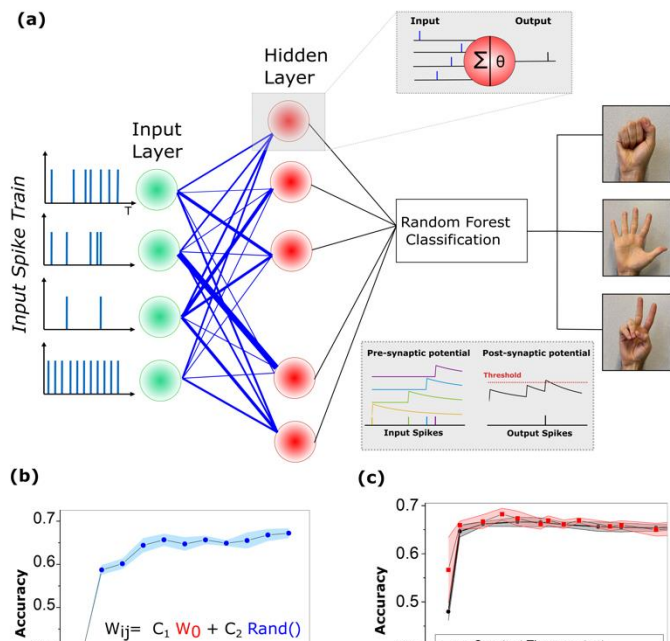 (a)
Input
Output
Hidden
Layer
Σ θ
Input
Layer
Input Spike Train
T
Random Forest
Classification
Pre-synaptic potential
Post-synaptic potential
Threshold
Input Spikes
Output Spikes
(b)
(c)
0.7
0.6
0.5
Accuracy
Wij= C1 W0 + C2 Rand()
0.7
0.6
0.5
Accuracy